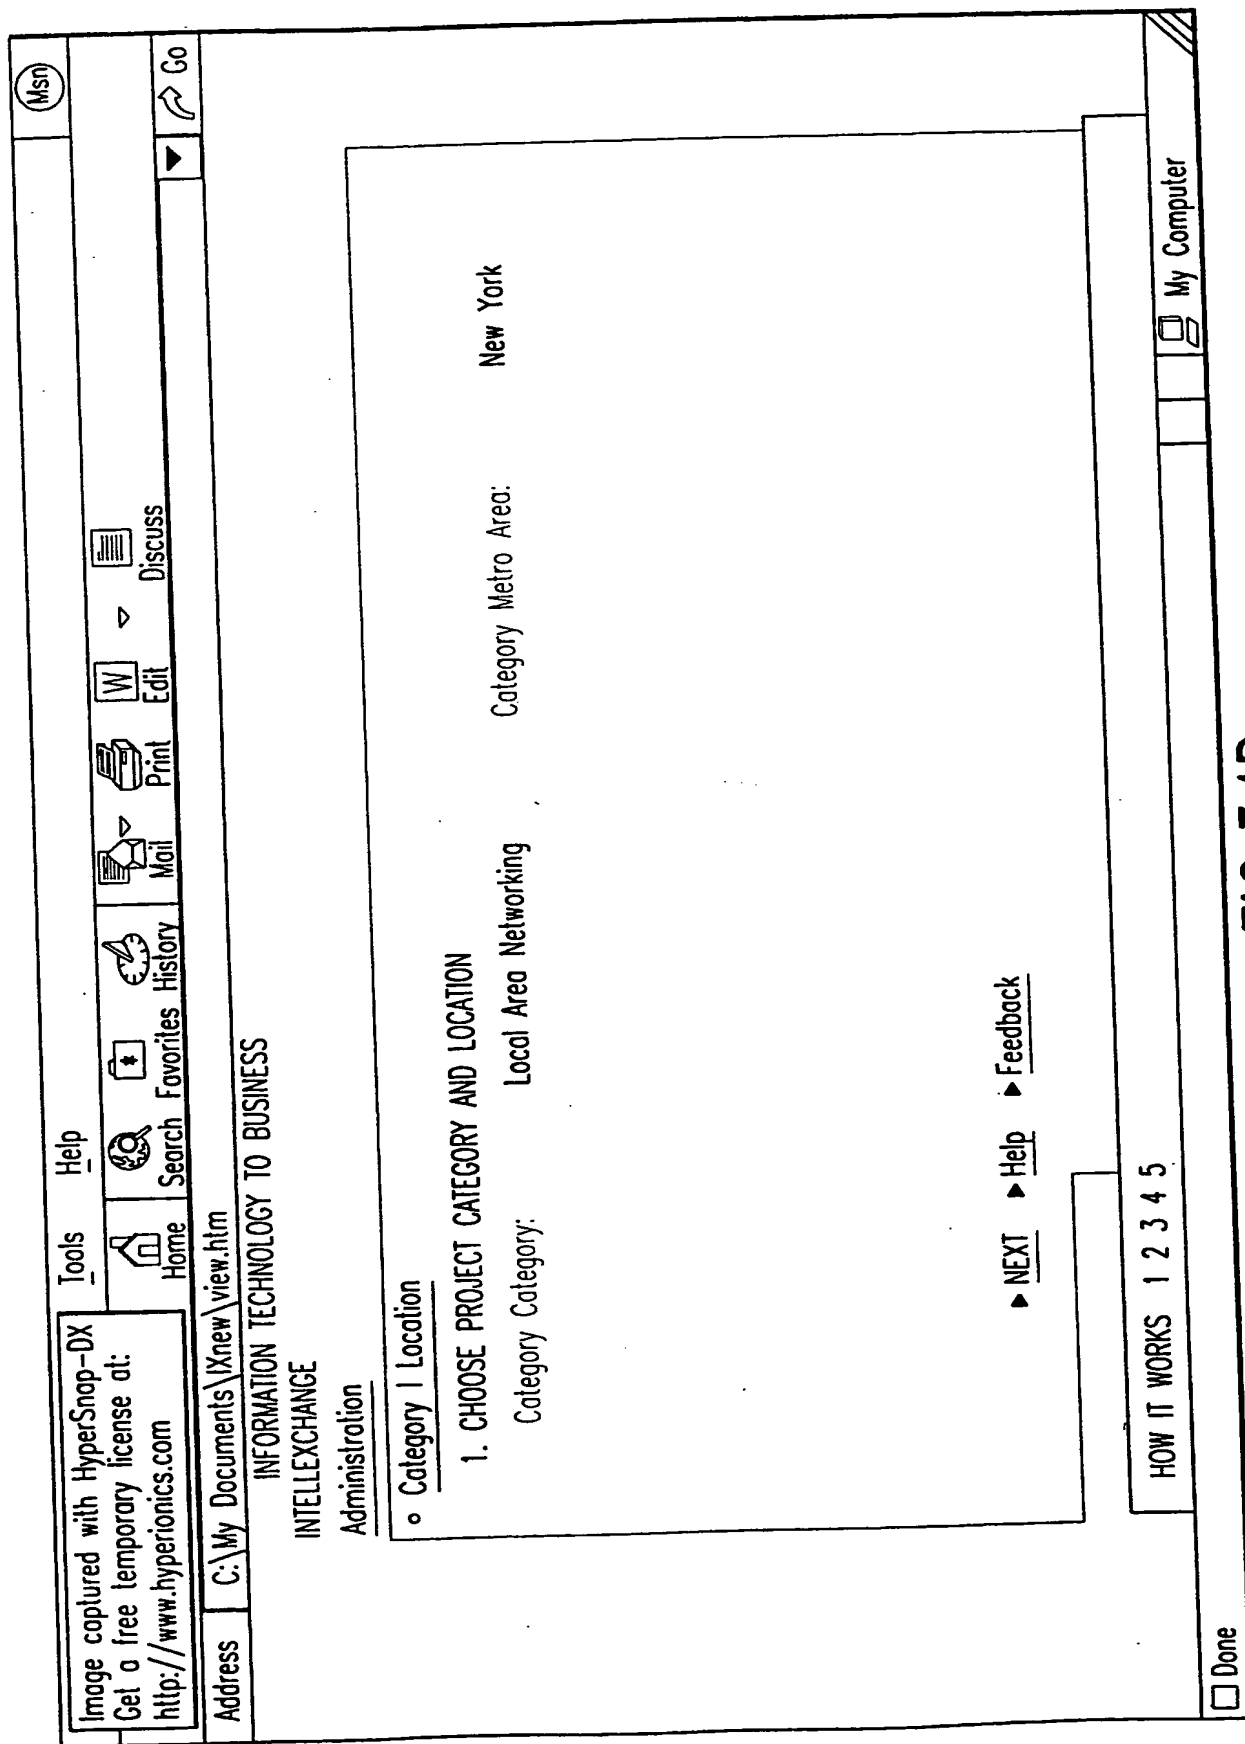 Image captured with HyperSnap-DX
Get a free temporary license at:
http://www.hyperionics.com
Tools Help
Msn
Home Search Favorites History Mail Print Edit Discuss
W
Address C:\My Documents\IXnew\view.htm Go
INFORMATION TECHNOLOGY TO BUSINESS
INTELLEXCHANGE
Administration
Category | Location
1. CHOOSE PROJECT CATEGORY AND LOCATION
Category Category: Local Area Networking Category Metro Area: New York
NEXT Help Feedback
HOW IT WORKS 1 2 3 4 5
Done My Computer